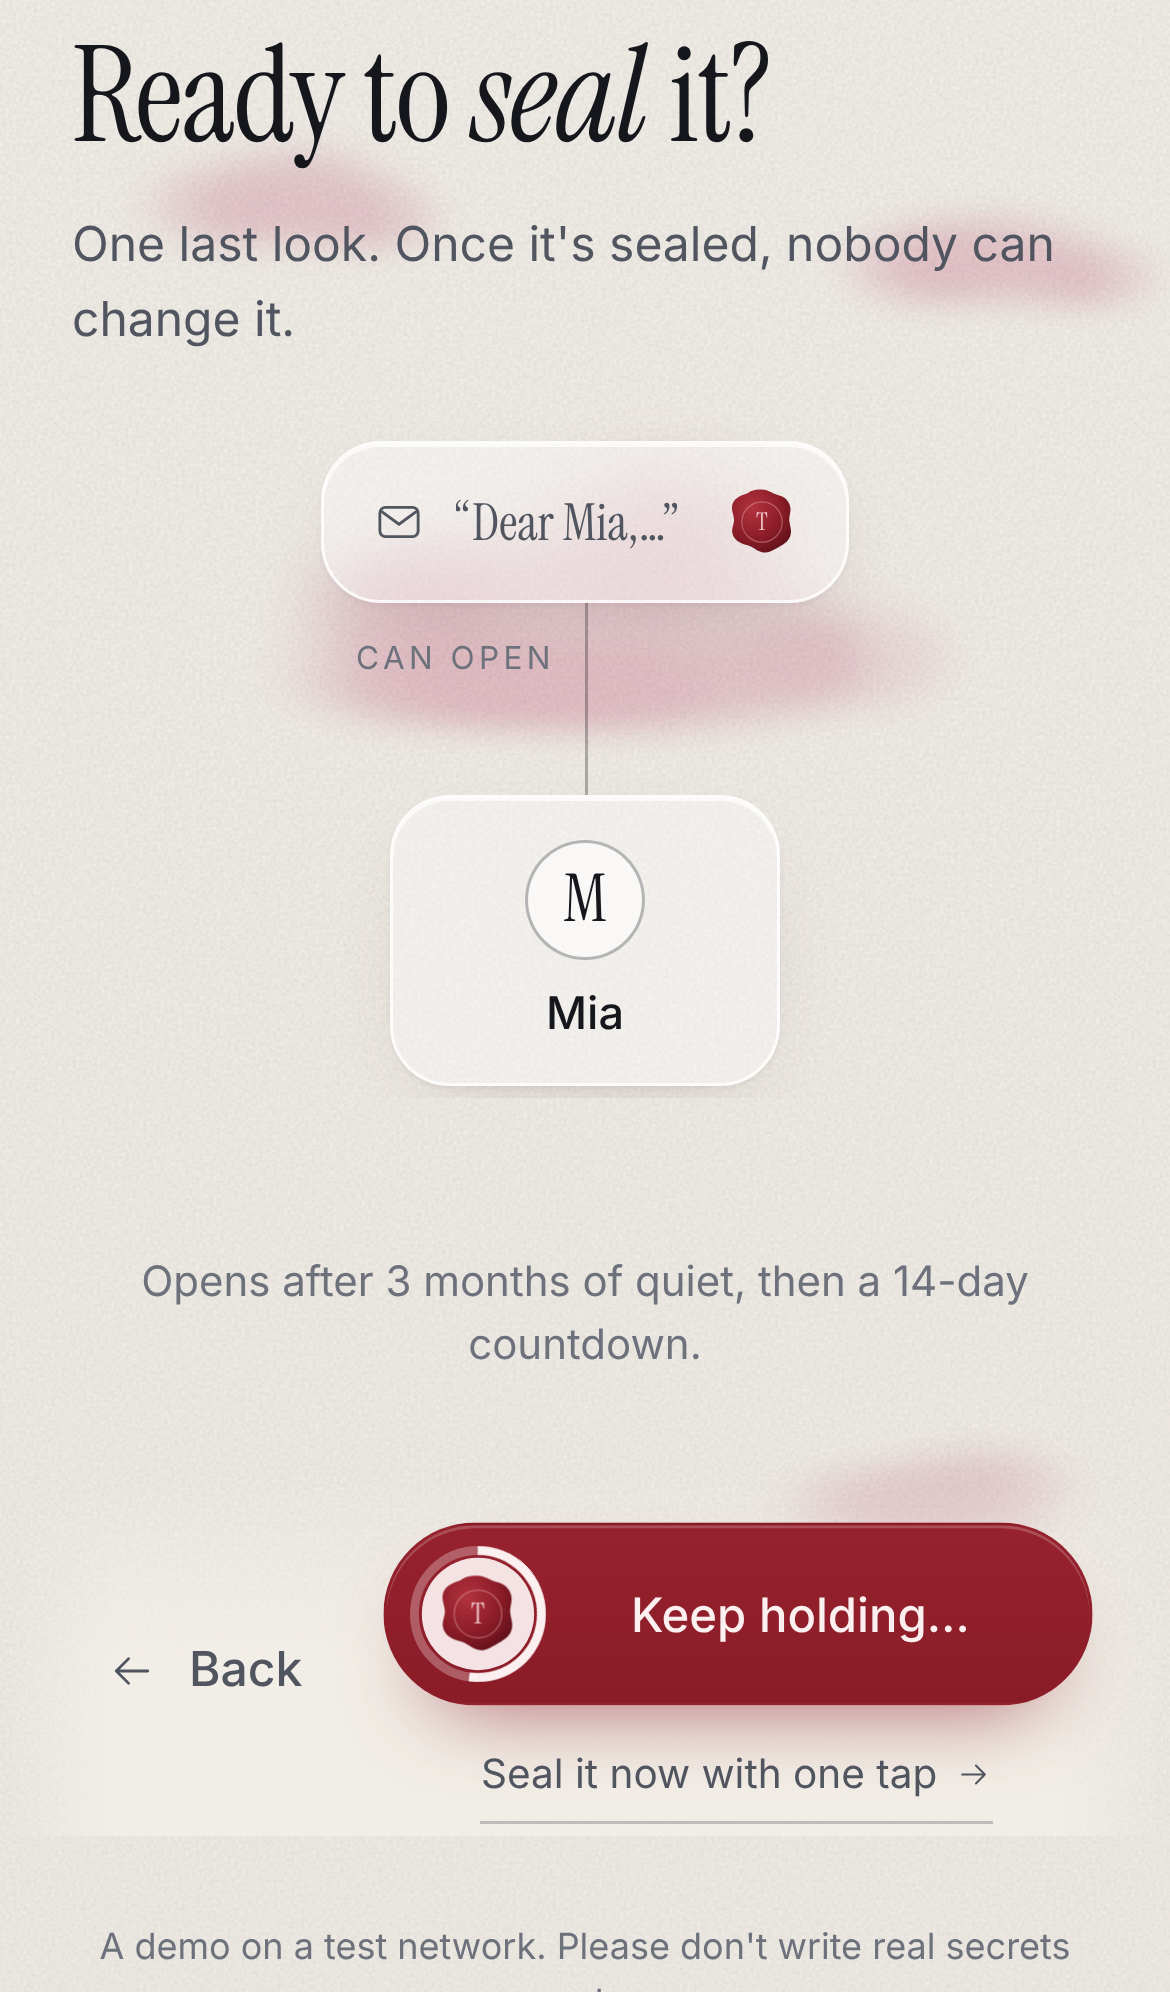 Ready to seal it?
One last look. Once it's sealed, nobody can
change it.
“Dear Mia,...”
T
CAN OPEN
M
Mia
Opens after 3 months of quiet, then a 14-day
countdown.
T
Keep holding...
← Back
Seal it now with one tap →
A demo on a test network. Please don't write real secrets